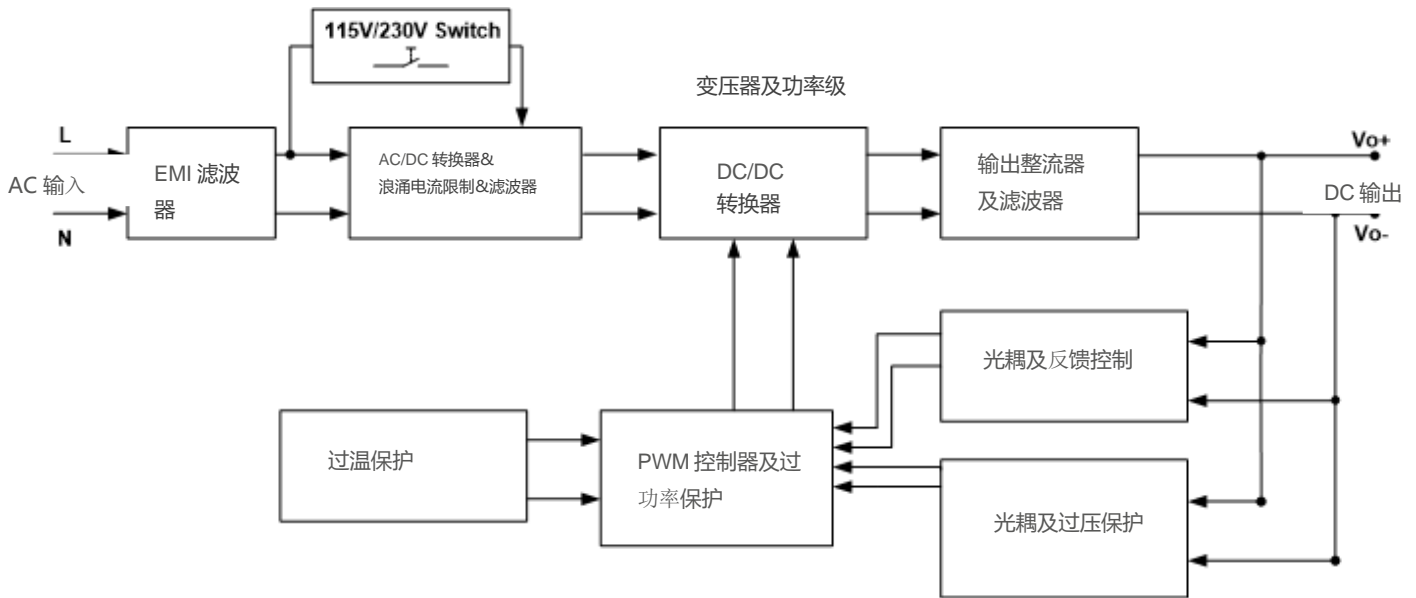 115V/230V Switch
变压器及功率级
L
AC 输入
N
EMI 滤波
器
AC/DC 转换器&
浪涌电流限制&滤波器
DC/DC
转换器
输出整流器
及滤波器
Vo+
DC 输出
Vo-
光耦及反馈控制
过温保护
PWM 控制器及过
功率保护
光耦及过压保护